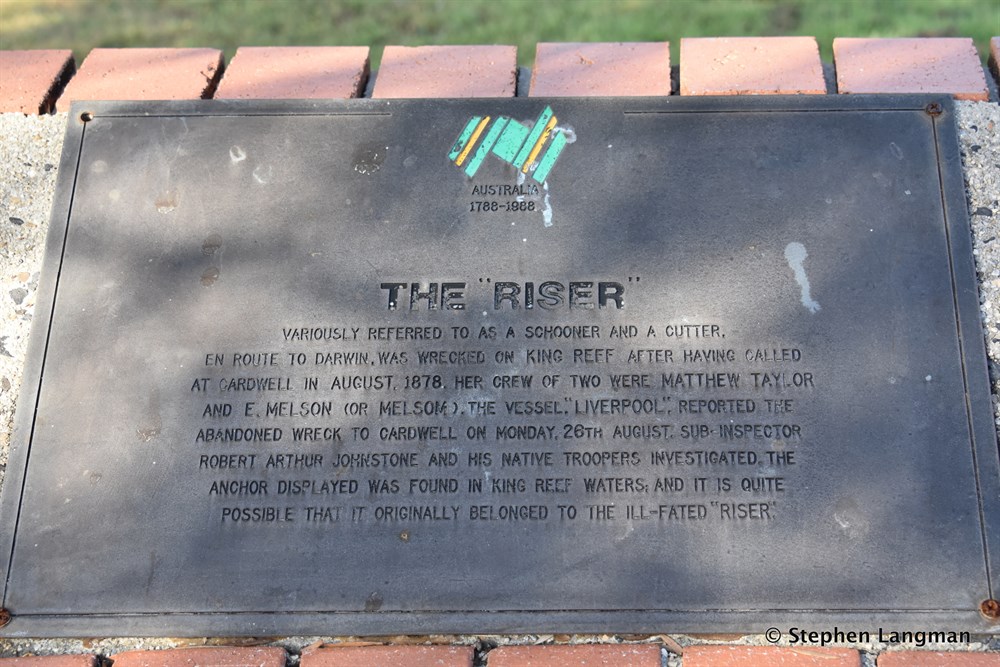 AUSTRALIA
1788-1988
THE "RISER"
VARIOUSLY REFERRED TO AS A SCHOONER AND A CUTTER,
EN ROUTE TO DARWIN, WAS WRECKED ON KING REEF AFTER HAVING CALLED
AT CARDWELL IN AUGUST, 1878. HER CREW OF TWO WERE MATTHEW TAYLOR
AND E. MELSON (OR MELSOM). THE VESSEL, "LIVERPOOL", REPORTED THE
ABANDONED WRECK TO CARDWELL ON MONDAY, 26TH AUGUST. SUB-INSPECTOR
ROBERT ARTHUR JOHNSTONE AND HIS NATIVE TROOPERS INVESTIGATED. THE
ANCHOR DISPLAYED WAS FOUND IN KING REEF WATERS; AND IT IS QUITE
POSSIBLE THAT IT ORIGINALLY BELONGED TO THE ILL-FATED "RISER".
© Stephen Langman